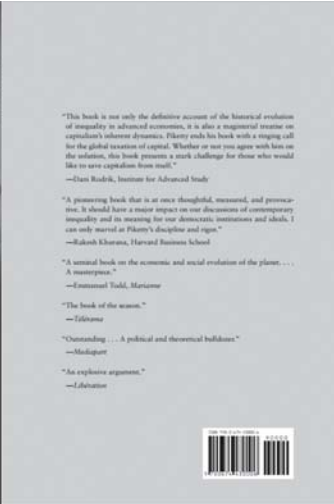 "This book is not only the definitive account of the historical evolution
of inequality in advanced economies, it is also a magisterial treatise on
capitalism's inherent dynamics. Piketty ends his book with a ringing call
for the global taxation of capital. Whether or not you agree with him on
the solution, this book presents a stark challenge for those who would
like to save capitalism from itself."
—Dani Rodrik, Institute for Advanced Study
"A pioneering book that is at once thoughtful, measured, and provoca-
tive. It should have a major impact on our discussions of contemporary
inequality and its meaning for our democratic institutions and ideals. I
can only marvel at Piketty's discipline and rigor."
—Rakesh Khurana, Harvard Business School
"A seminal book on the economic and social evolution of the planet. . . .
A masterpiece."
—Emmanuel Todd, Marianne
"The book of the season."
—Télérama
"Outstanding . . . A political and theoretical bulldozer."
—Mediapart
"An explosive argument."
—Libération